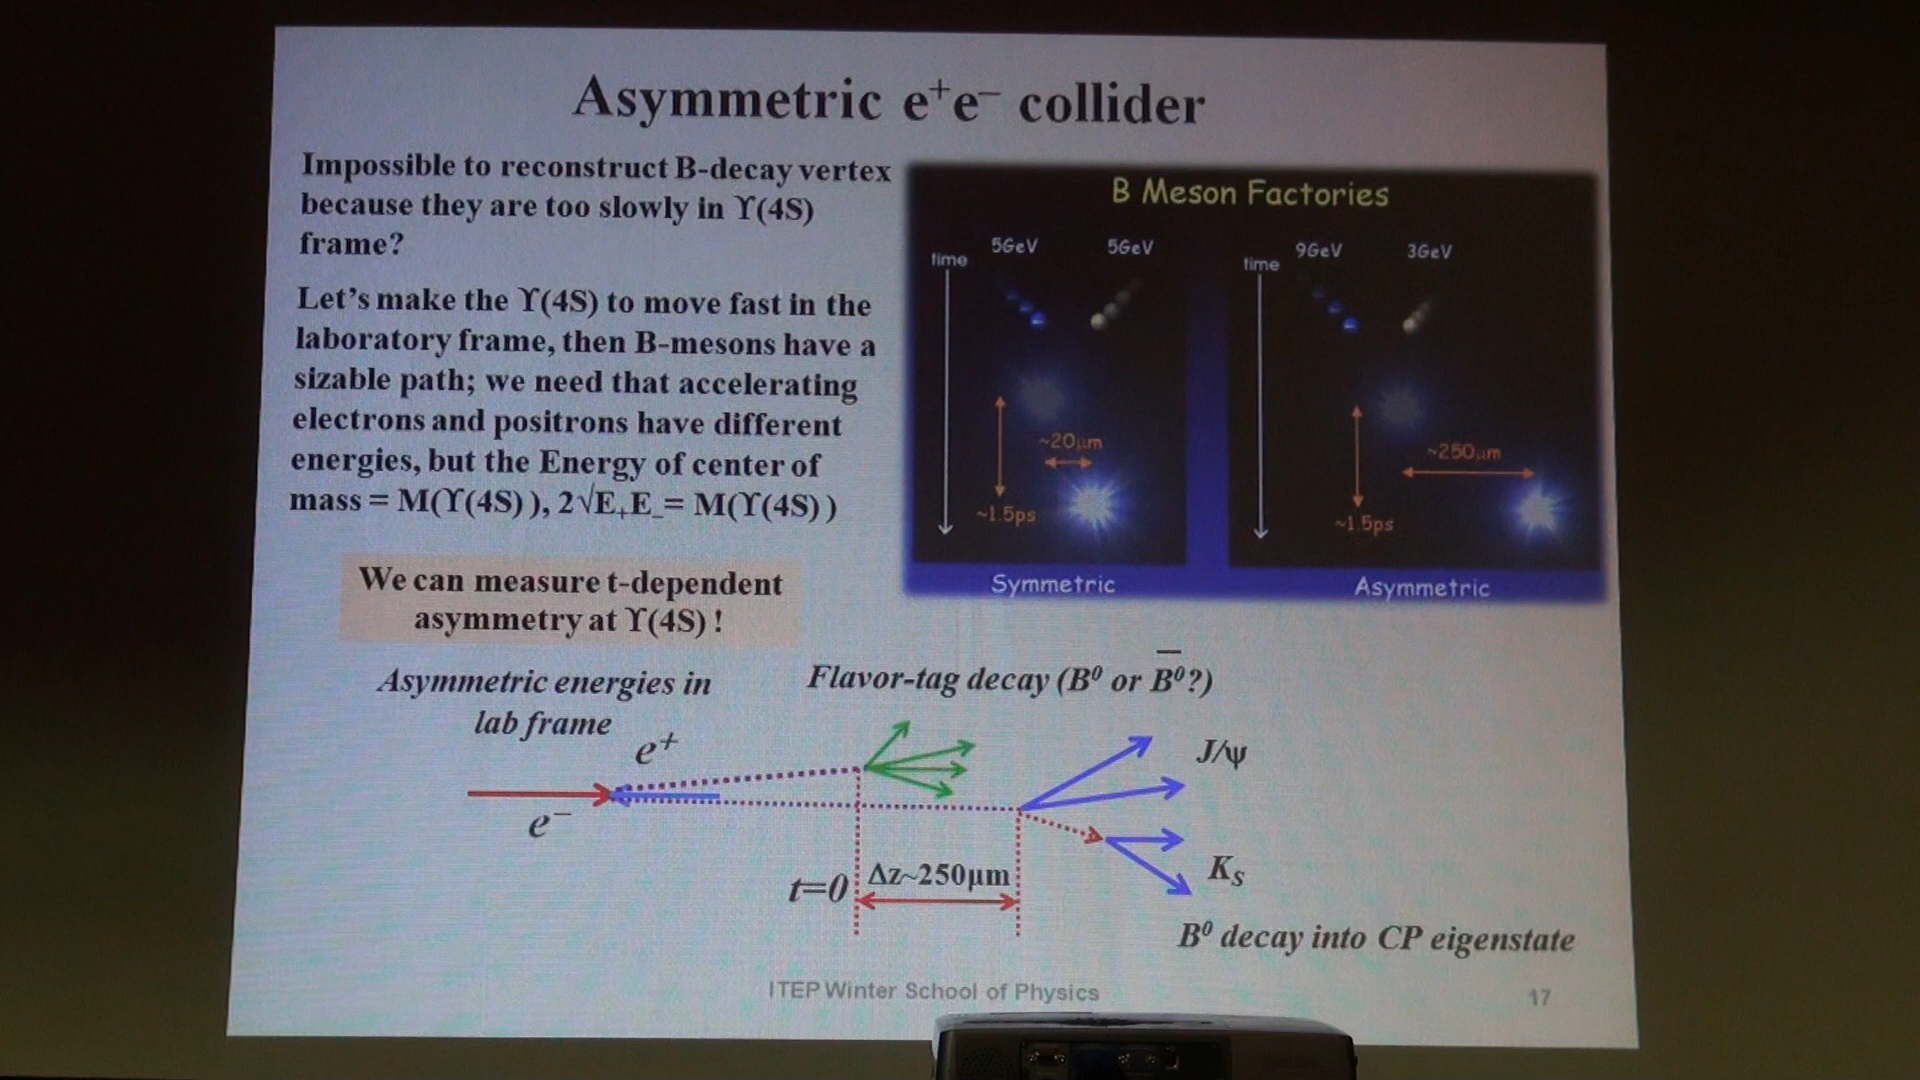 Asymmetric e⁺e⁻ collider
Impossible to reconstruct B-decay vertex
because they are too slowly in ϒ(4S)
frame?
Let's make the ϒ(4S) to move fast in the
laboratory frame, then B-mesons have a
sizable path; we need that accelerating
electrons and positrons have different
energies, but the Energy of center of
mass = M(ϒ(4S)), 2√E₊E₋= M(ϒ(4S))
We can measure t-dependent
asymmetry at ϒ(4S) !
B Meson Factories
time
5GeV
5GeV
~20µm
~1.5ps
Symmetric
time
9GeV
3GeV
~250µm
~1.5ps
Asymmetric
Asymmetric energies in
lab frame
Flavor-tag decay (B⁰ or B̅⁰?)
e⁺
e⁻
J/ψ
t=0
Δz~250µm
Kₛ
B⁰ decay into CP eigenstate
ITEP Winter School of Physics
17